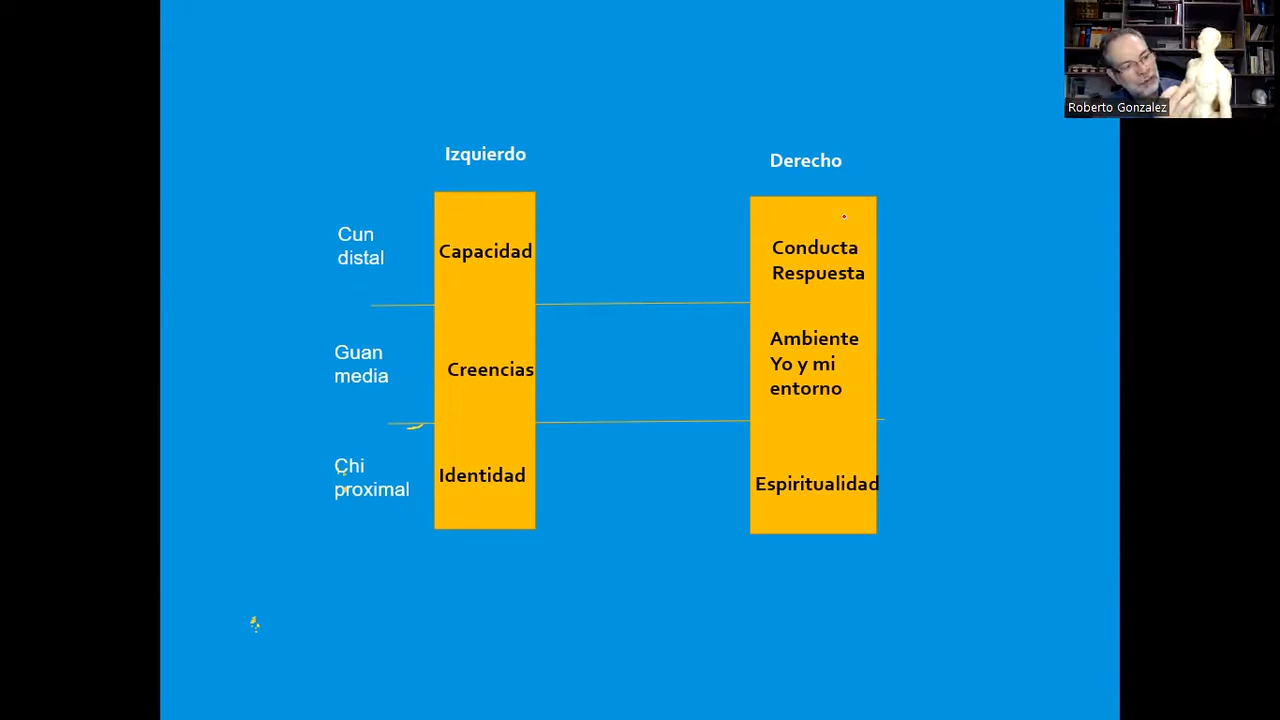 Roberto Gonzalez
Izquierdo
Derecho
Cun
distal
Capacidad
Conducta
Respuesta
Guan
media
Creencias
Ambiente
Yo y mi
entorno
Chi
proximal
Identidad
Espiritualidad